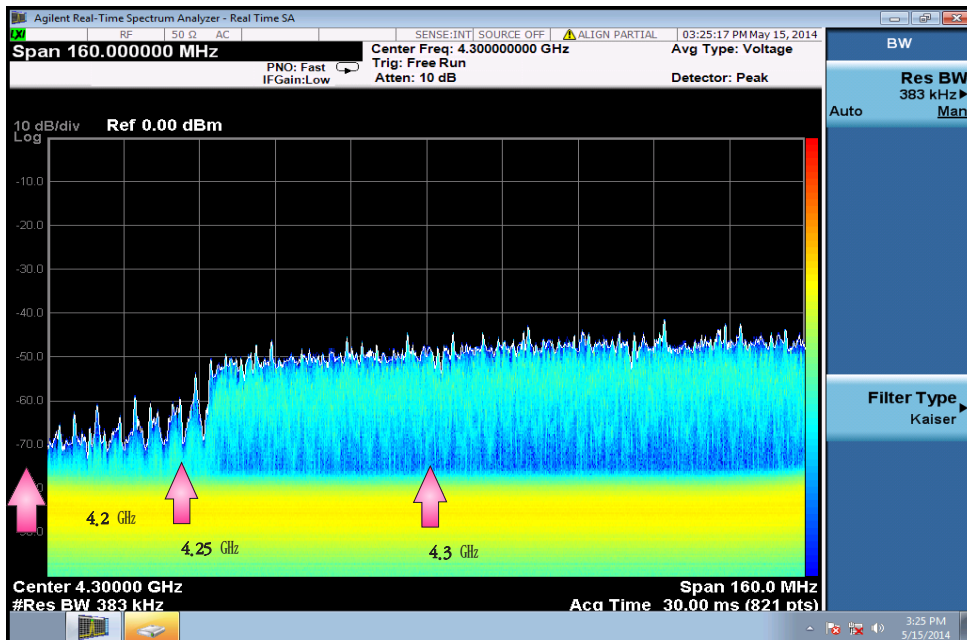 Agilent Real-Time Spectrum Analyzer - Real Time SA
LXI RF 50 Ω AC SENSE:INT SOURCE OFF ALIGN PARTIAL 03:25:17 PM May 15, 2014
Span 160.000000 MHz
PNO: Fast
IFGain:Low
Center Freq: 4.300000000 GHz
Trig: Free Run
Atten: 10 dB
Avg Type: Voltage
Detector: Peak
BW
Res BW
383 kHz
Auto Man
10 dB/div Ref 0.00 dBm
Log
-10.0
-20.0
-30.0
-40.0
-50.0
-60.0
-70.0
Filter Type
Kaiser
4.2 GHz
4.25 GHz
4.3 GHz
Center 4.30000 GHz Span 160.0 MHz
#Res BW 383 kHz Acq Time 30.00 ms (821 pts)
3:25 PM
5/15/2014